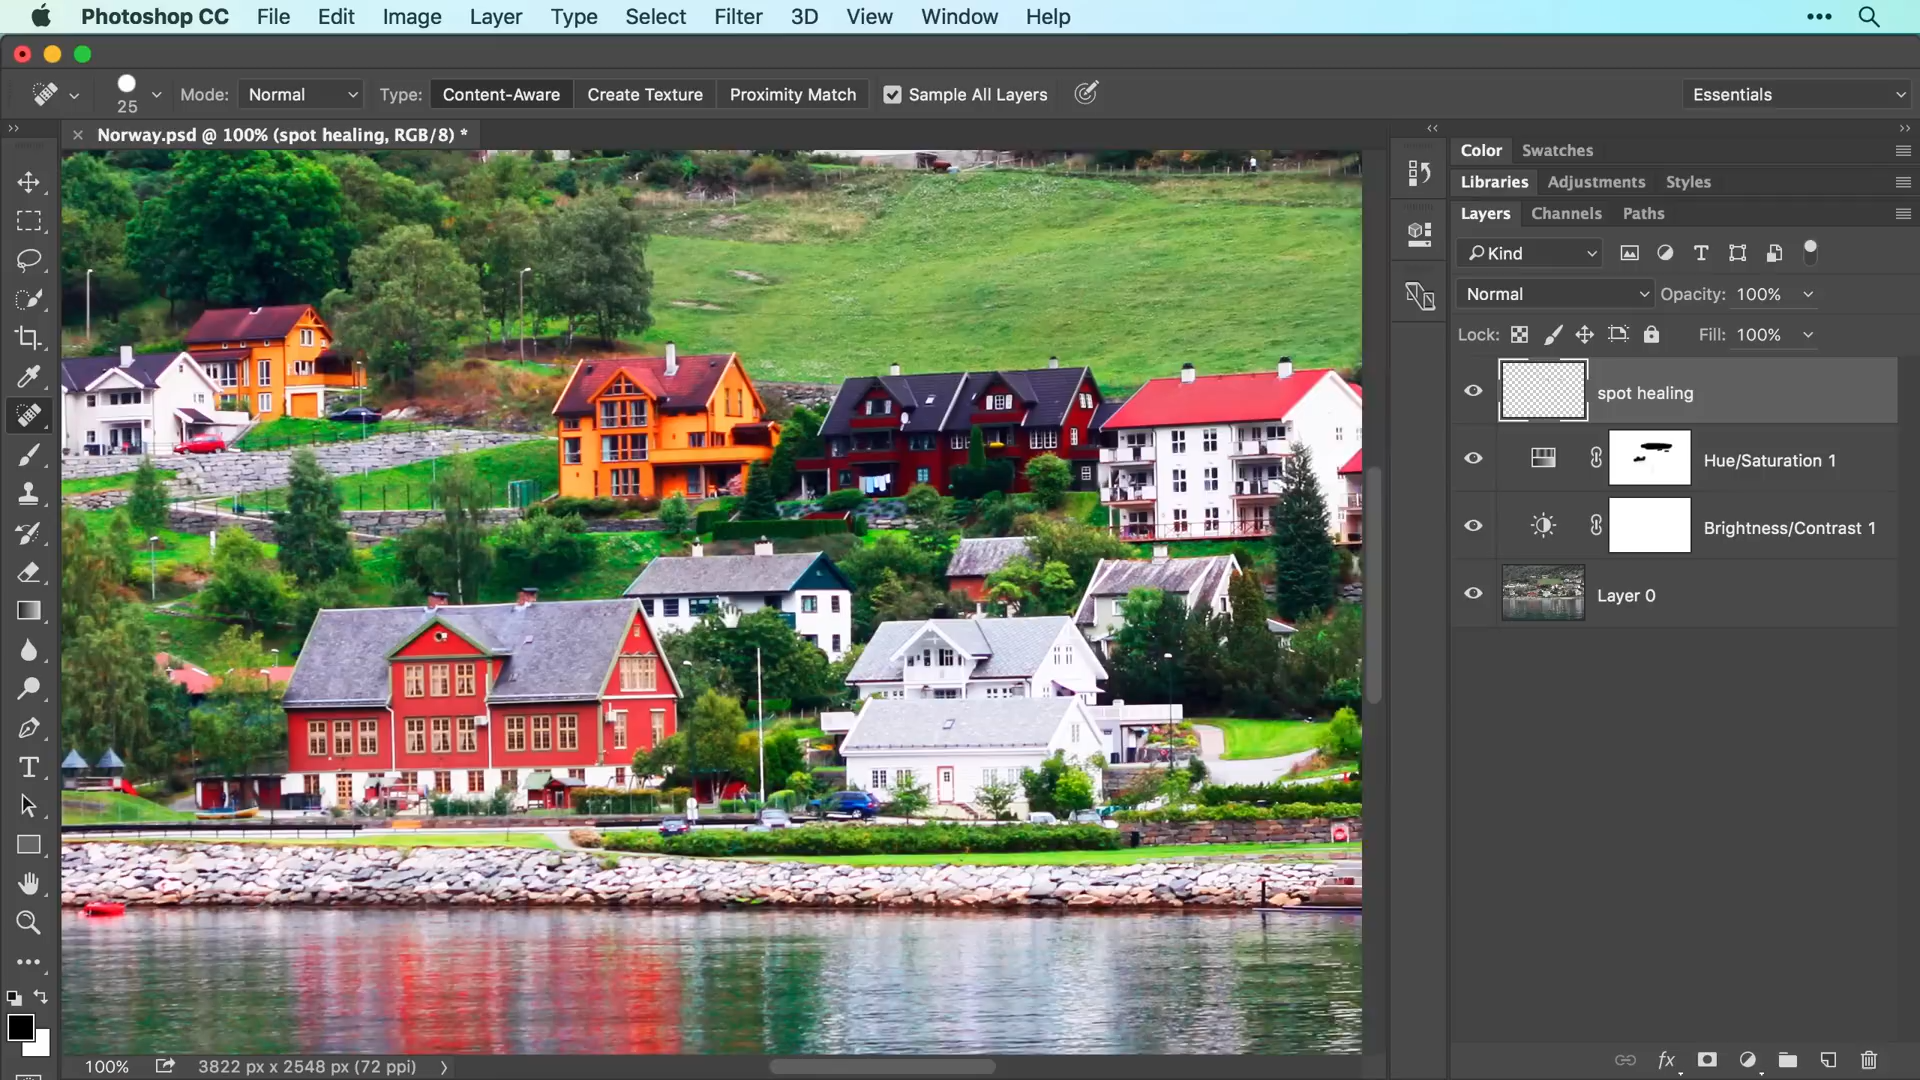 Photoshop CC File Edit Image Layer Type Select Filter 3D View Window Help
25 Mode: Normal Type: Content-Aware Create Texture Proximity Match Sample All Layers Essentials
Norway.psd @ 100% (spot healing, RGB/8) *
Color Swatches
Libraries Adjustments Styles
Layers Channels Paths
Kind
Normal Opacity: 100%
Lock: Fill: 100%
spot healing
Hue/Saturation 1
Brightness/Contrast 1
Layer 0
100% 3822 px x 2548 px (72 ppi)
fx